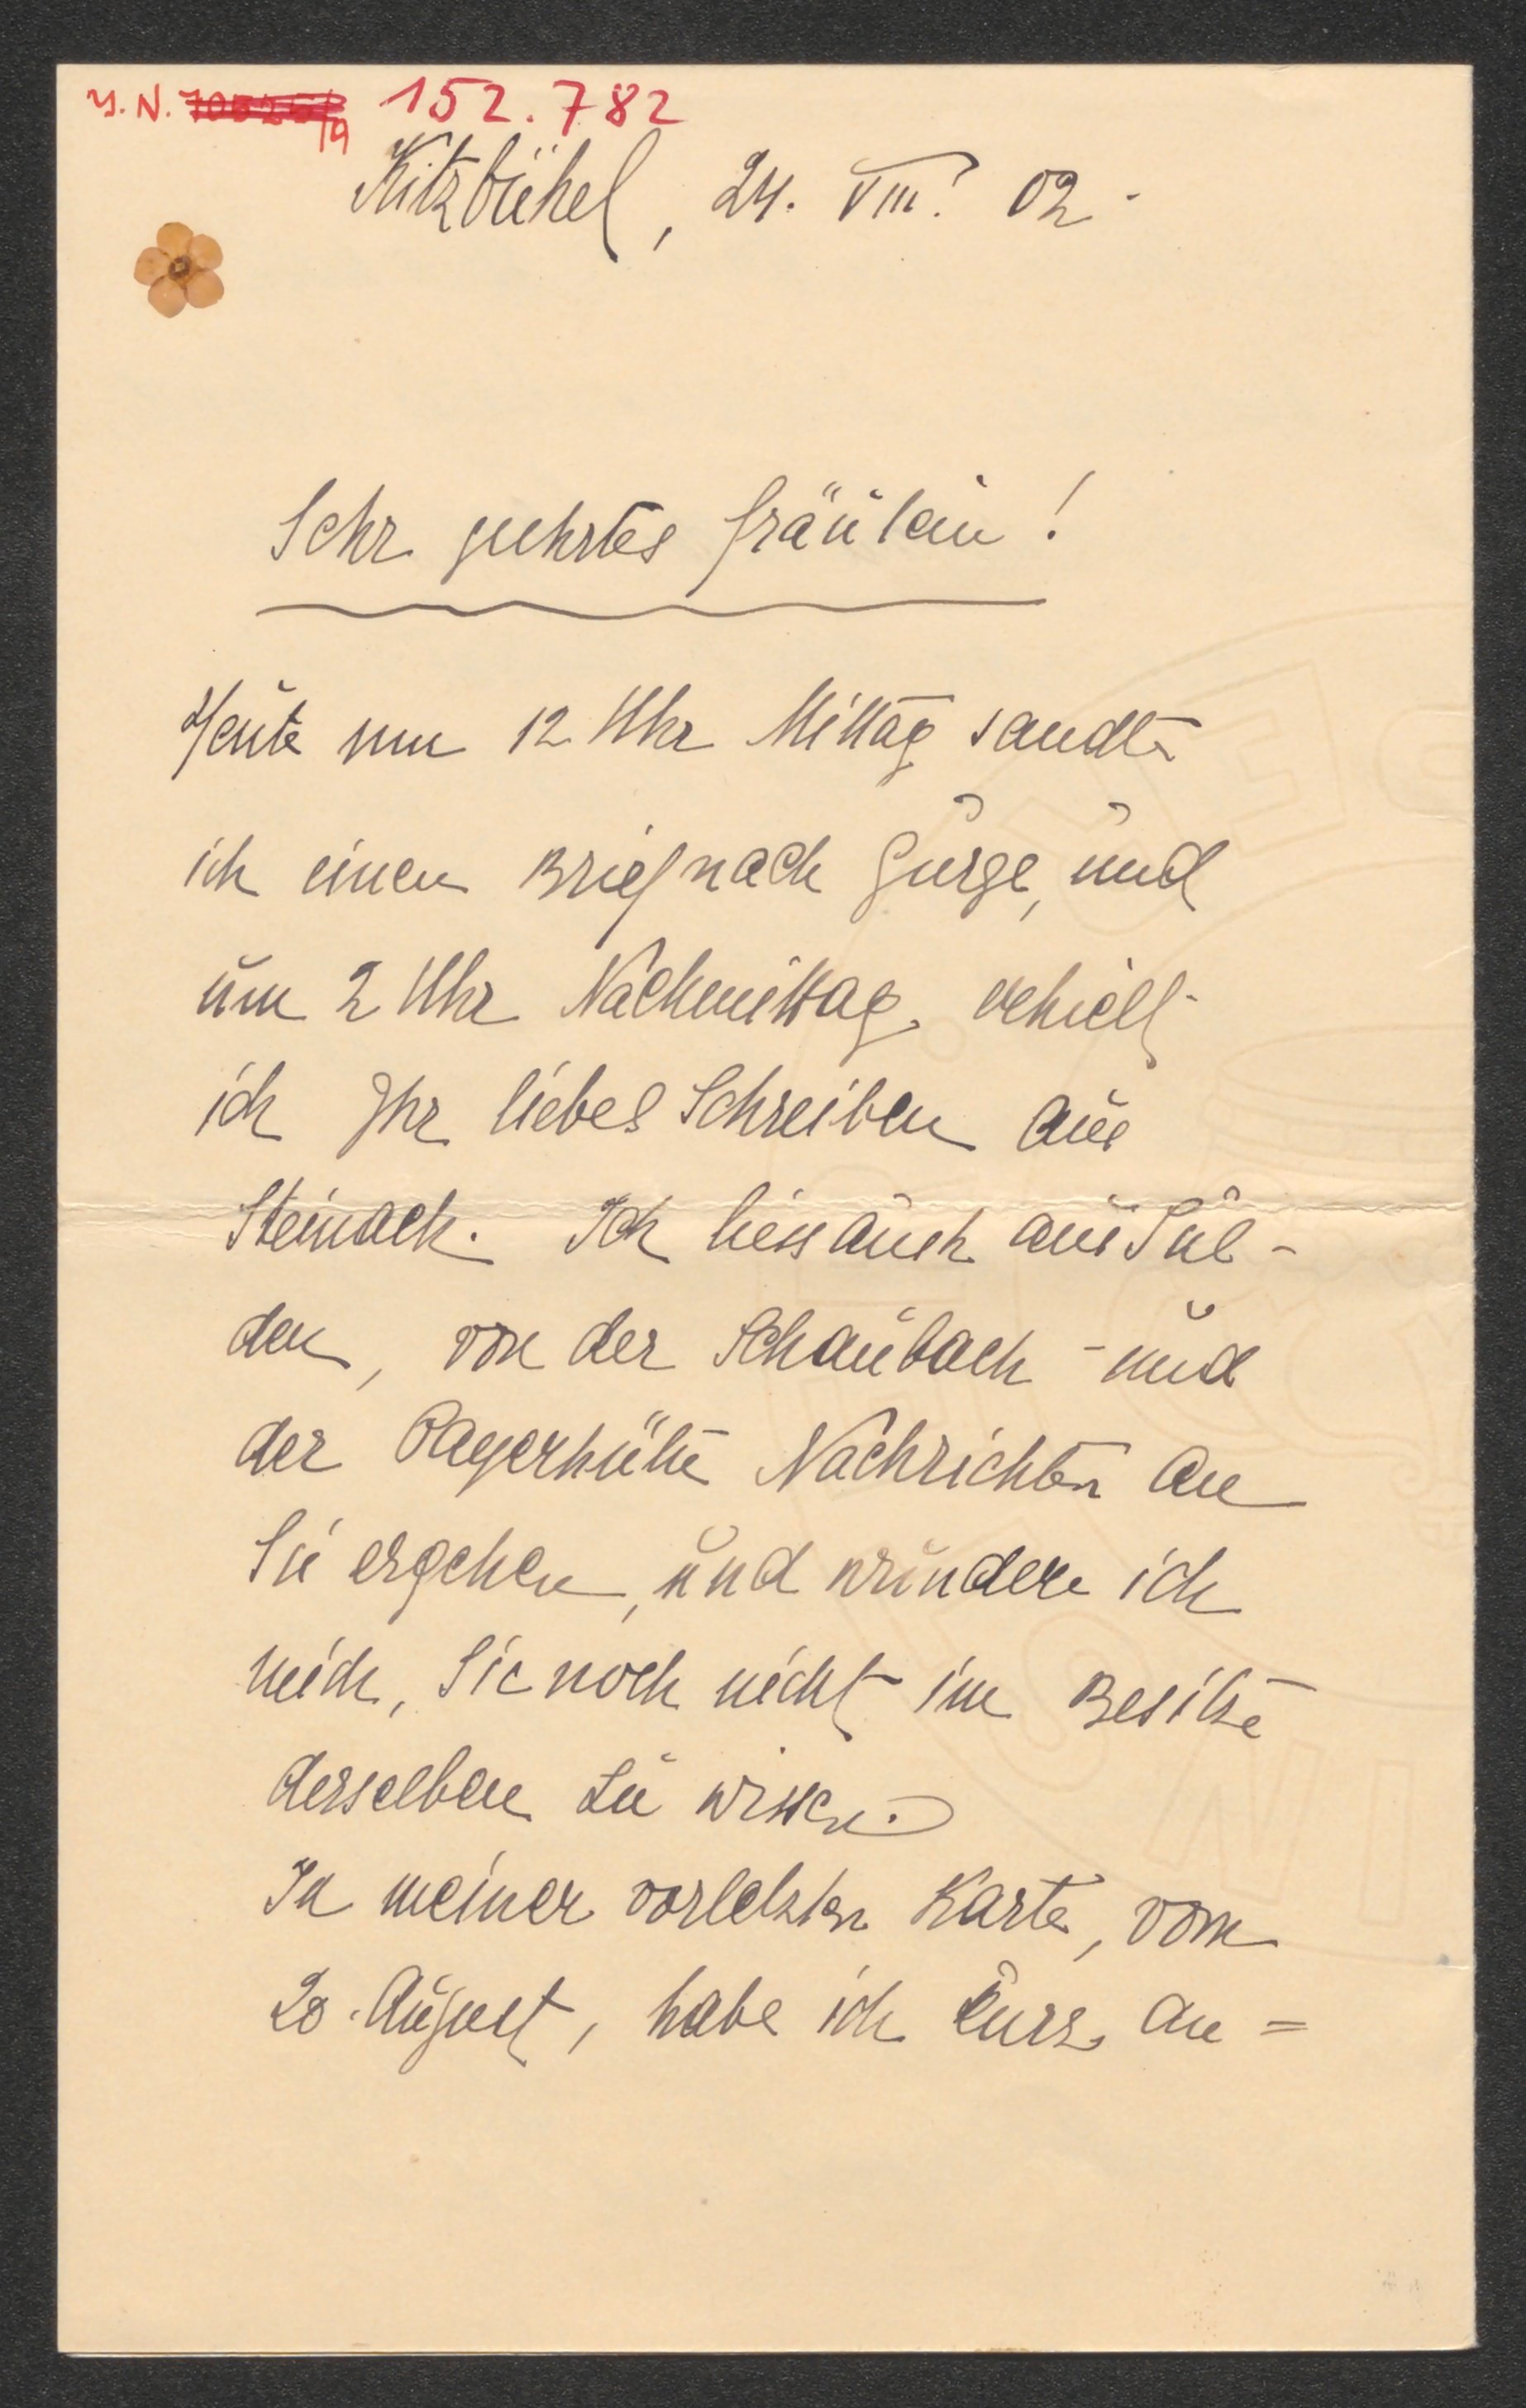 J. N. 152.782
Kitzbühel, 24. VIII. 02.
Sehr geehrtes Fräulein!
Heute um 12 Uhr Mittag sandte
ich einen Brief nach Gurgl, und
um 2 Uhr Nachmittag erhielt
ich Ihr liebes Schreiben aus
Steinach. Ich liess auch aus Sul-
den, von der Schaubach- und
der Payerhütte Nachrichten an
Sie ergehen, und wundere ich
mich, Sie noch nicht im Besitze
derselben zu wissen.
In meiner vorletzten Karte, vom
20. August, habe ich kurz an=